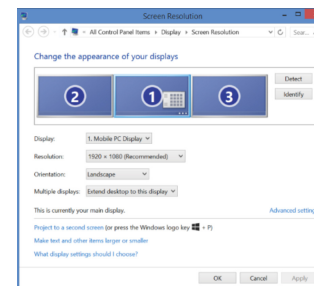 Screen Resolution
« All Control Panel Items › Display › Screen Resolution
Sear...
Change the appearance of your displays
2
1
3
Detect
Identify
Display: 1. Mobile PC Display
Resolution: 1920 × 1080 (Recommended)
Orientation: Landscape
Multiple displays: Extend desktop to this display
This is currently your main display.
Advanced setting
Project to a second screen (or press the Windows logo key + P)
Make text and other items larger or smaller
What display settings should I choose?
OK Cancel Apply